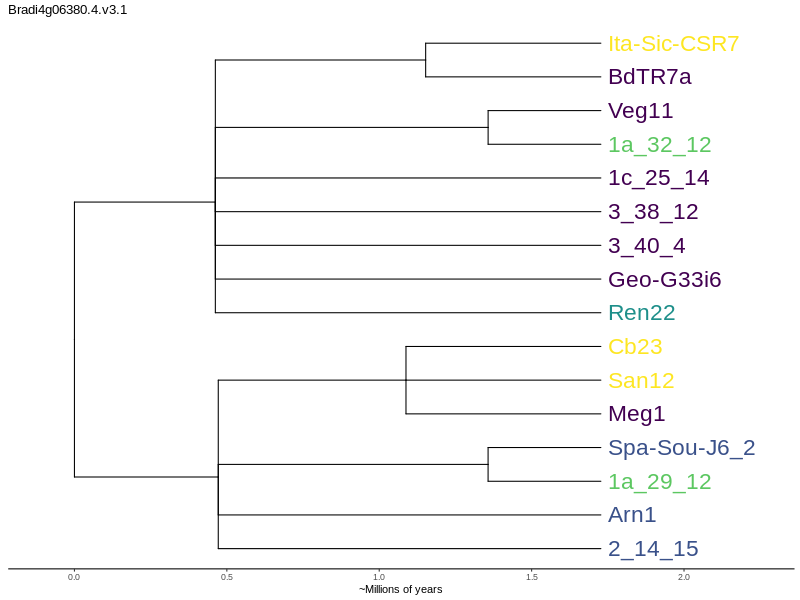 Bradi4g06380.4.v3.1
Ita-Sic-CSR7
BdTR7a
Veg11
1a_32_12
1c_25_14
3_38_12
3_40_4
Geo-G33i6
Ren22
Cb23
San12
Meg1
Spa-Sou-J6_2
1a_29_12
Arn1
2_14_15
0.0 0.5 1.0 1.5 2.0
~Millions of years